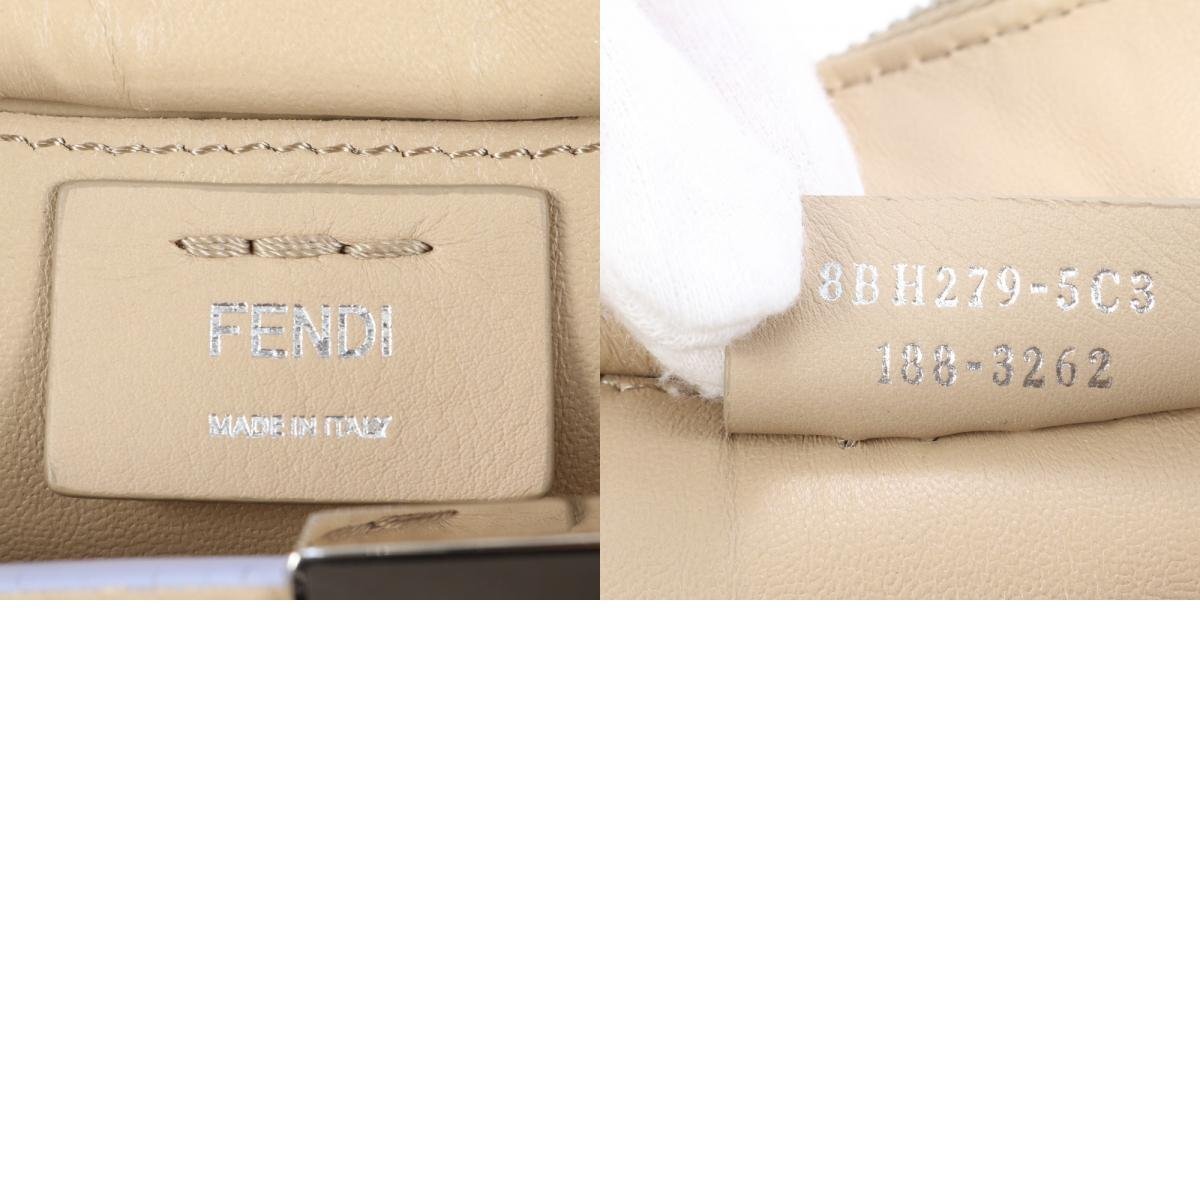 FENDI
MADE IN ITALY
8BH279-5C3
188-3262